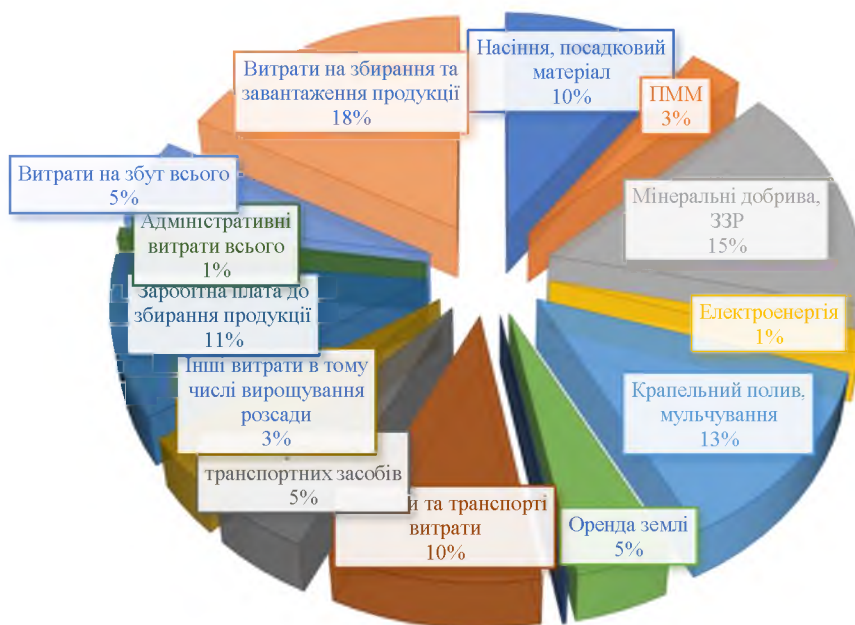 Насіння, посадковий
матеріал
10%
ПММ
3%
Мінеральні добрива,
ЗЗР
15%
Електроенергія
1%
Крапельний полив,
мульчування
13%
Оренда землі
5%
та транспорті
витрати
10%
транспортних засобів
5%
Інші витрати в тому
числі вирощування
розсади
3%
Заробітна плата до
збирання продукції
11%
Адміністративні
витрати всього
1%
Витрати на збут всього
5%
Витрати на збирання та
завантаження продукції
18%